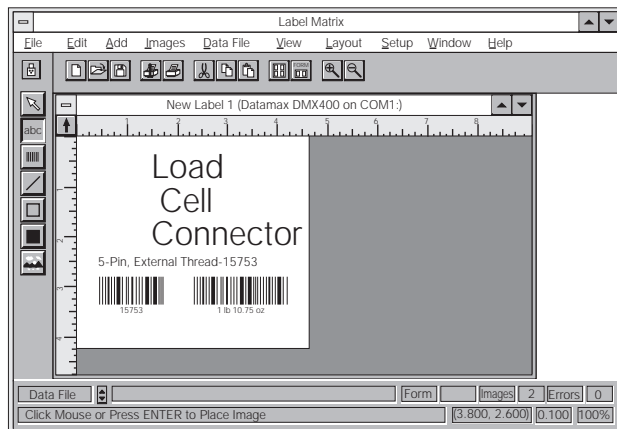 Label Matrix
File Edit Add Images Data File View Layout Setup Window Help
FORM
New Label 1 (Datamax DMX400 on COM1:)
1 2 3 4 5 6 7 8
abc
1
2
3
4
Load
Cell
Connector
5-Pin, External Thread-15753
15753 1 lb 10.75 oz
Data File Form Images 2 Errors 0
Click Mouse or Press ENTER to Place Image (3.800, 2.600) 0.100 100%